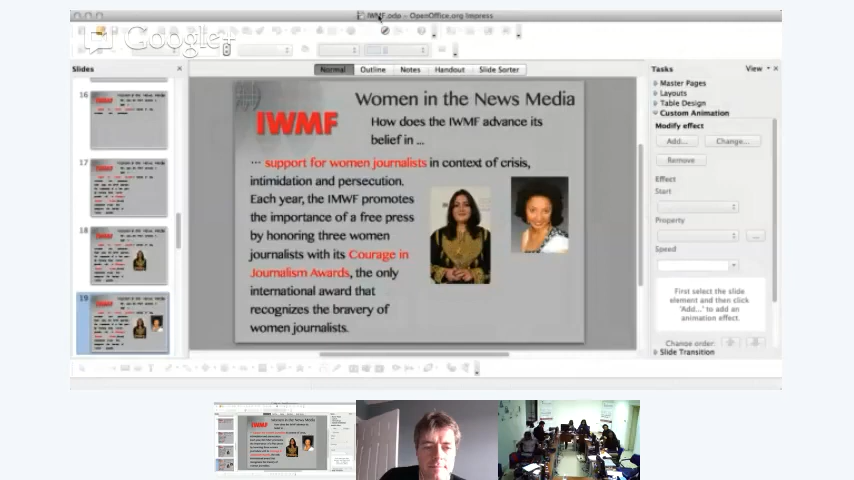 IWMF.odp – OpenOffice.org Impress
Google+
Slides
Normal
Outline
Notes
Handout
Slide Sorter
Tasks
View
16
17
18
19
IWMF
Women in the News Media
How does the IWMF advance its
belief in ...
... support for women journalists in context of crisis,
intimidation and persecution.
Each year, the IMWF promotes
the importance of a free press
by honoring three women
journalists with its Courage in
Journalism Awards, the only
international award that
recognizes the bravery of
women journalists.
Master Pages
Layouts
Table Design
Custom Animation
Modify effect
Add...
Change...
Remove
Effect
Start
Property
...
Speed
First select the slide
element and then click
'Add...' to add an
animation effect.
Change order:
Slide Transition